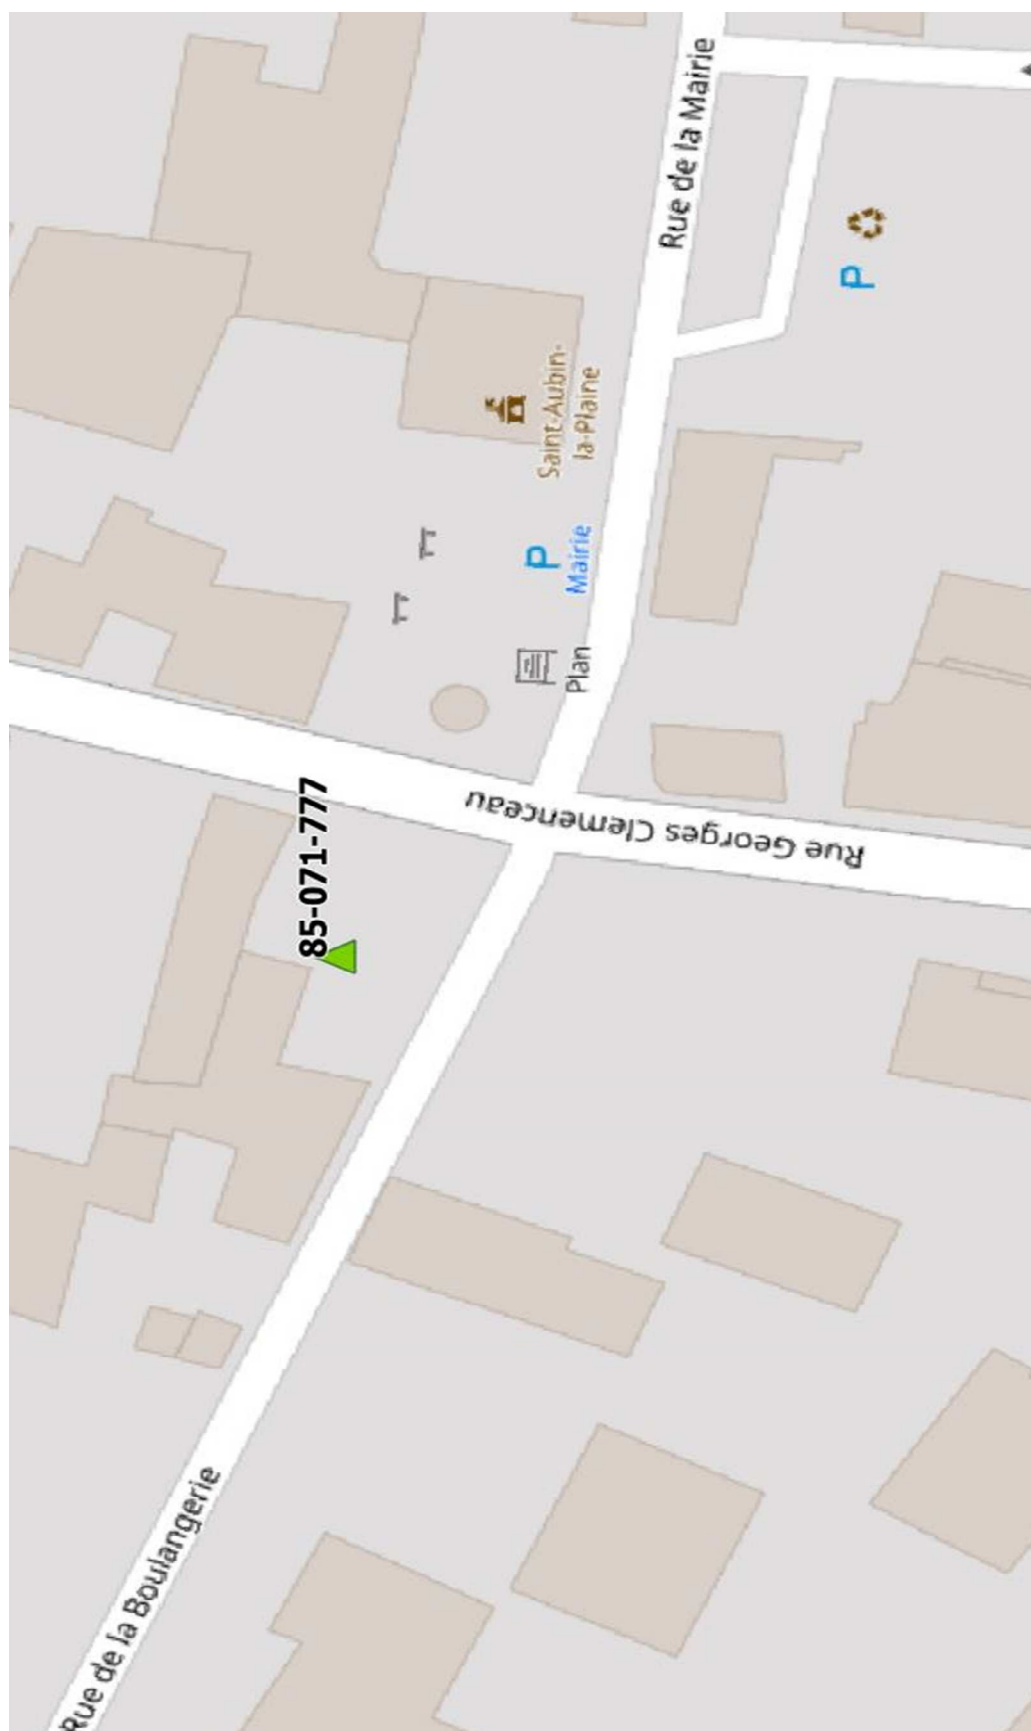 Rue de la Mairie
P
Saint-Aubin-
la-Plaine
P
Mairie
Plan
Rue Georges Clemenceau
85-071-777
Rue de la Boulangerie